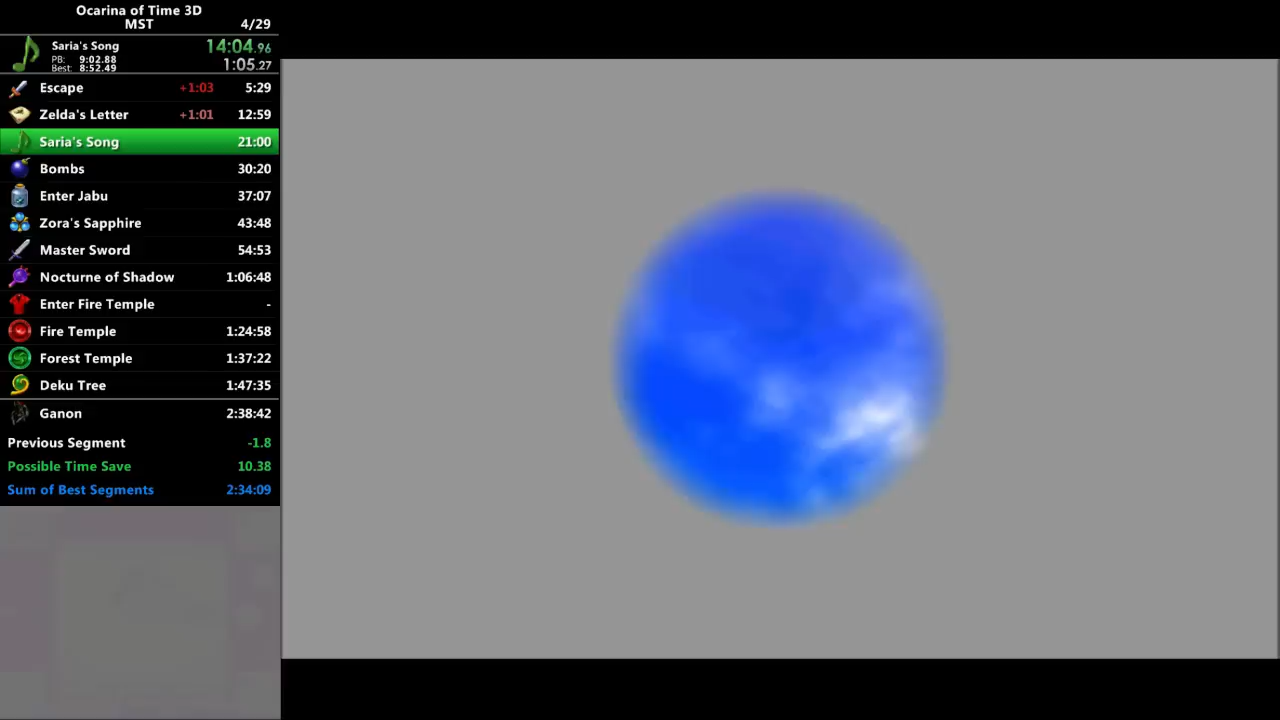 Ocarina of Time 3D
MST 4/29
Saria's Song 14:04.96
PB: 9:02.88 1:05.27
Best: 8:52.49
Escape +1:03 5:29
Zelda's Letter +1:01 12:59
Saria's Song 21:00
Bombs 30:20
Enter Jabu 37:07
Zora's Sapphire 43:48
Master Sword 54:53
Nocturne of Shadow 1:06:48
Enter Fire Temple -
Fire Temple 1:24:58
Forest Temple 1:37:22
Deku Tree 1:47:35
Ganon 2:38:42
Previous Segment -1.8
Possible Time Save 10.38
Sum of Best Segments 2:34:09